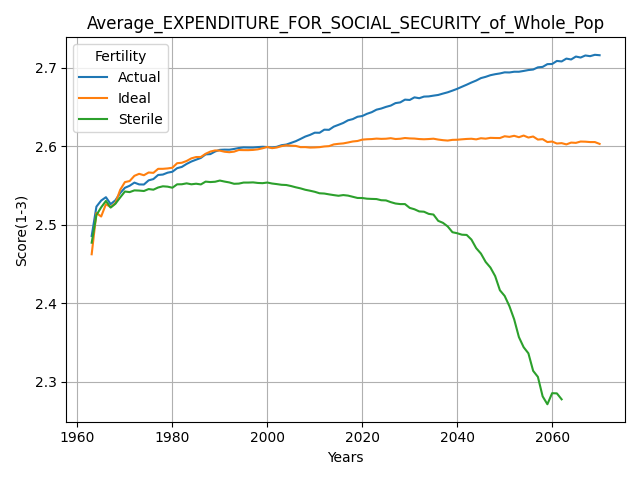 Average_EXPENDITURE_FOR_SOCIAL_SECURITY_of_Whole_Pop
Fertility
Actual
Ideal
Sterile
Score(1-3)
2.7
2.6
2.5
2.4
2.3
1960 1980 2000 2020 2040 2060
Years